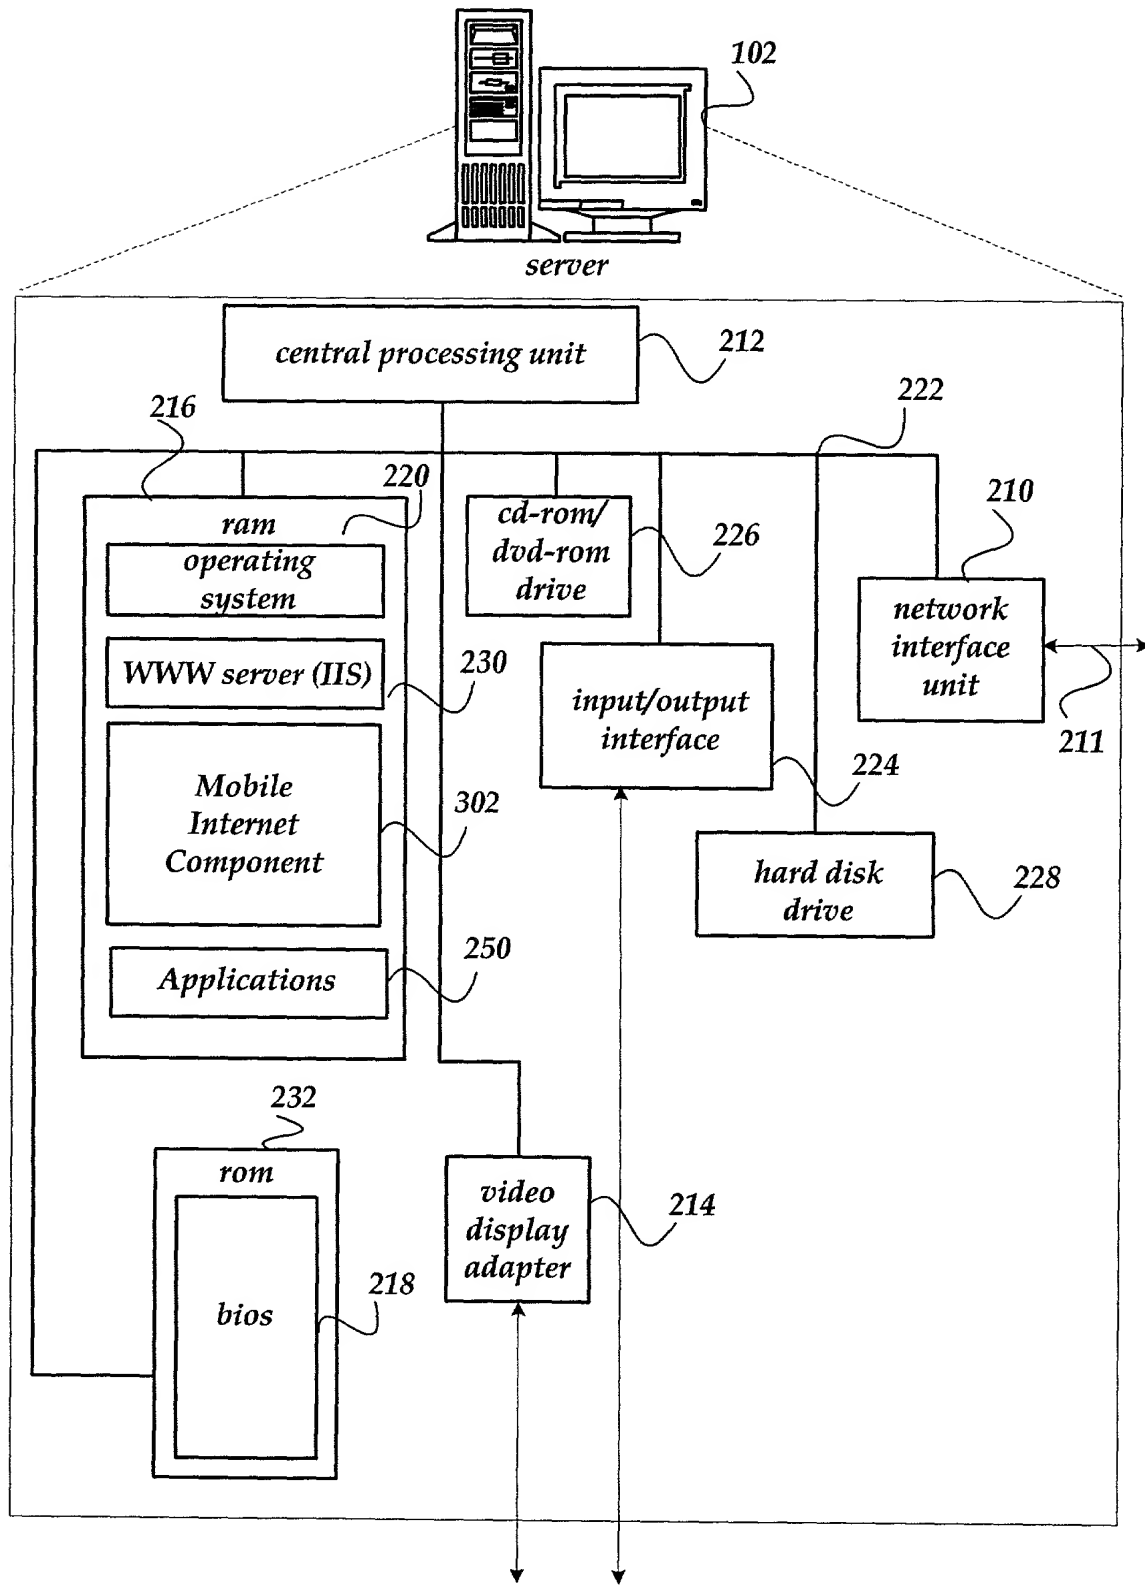 102
server
central processing unit
212
216
222
220
210
ram
operating
system
cd-rom/
dvd-rom
drive
226
network
interface
unit
211
WWW server (IIS)
230
input/output
interface
224
Mobile
Internet
Component
302
hard disk
drive
228
Applications
250
232
rom
bios
218
video
display
adapter
214